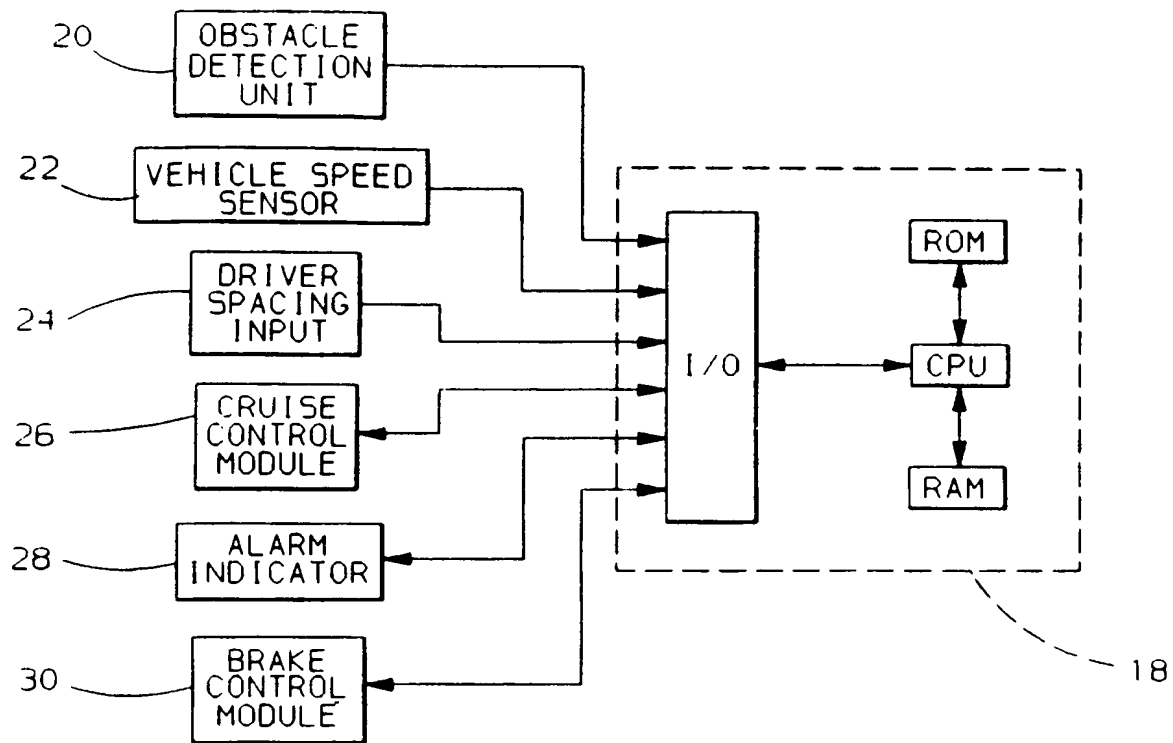 20
OBSTACLE
DETECTION
UNIT
22
VEHICLE SPEED
SENSOR
24
DRIVER
SPACING
INPUT
26
CRUISE
CONTROL
MODULE
28
ALARM
INDICATOR
30
BRAKE
CONTROL
MODULE
I/O
ROM
CPU
RAM
18